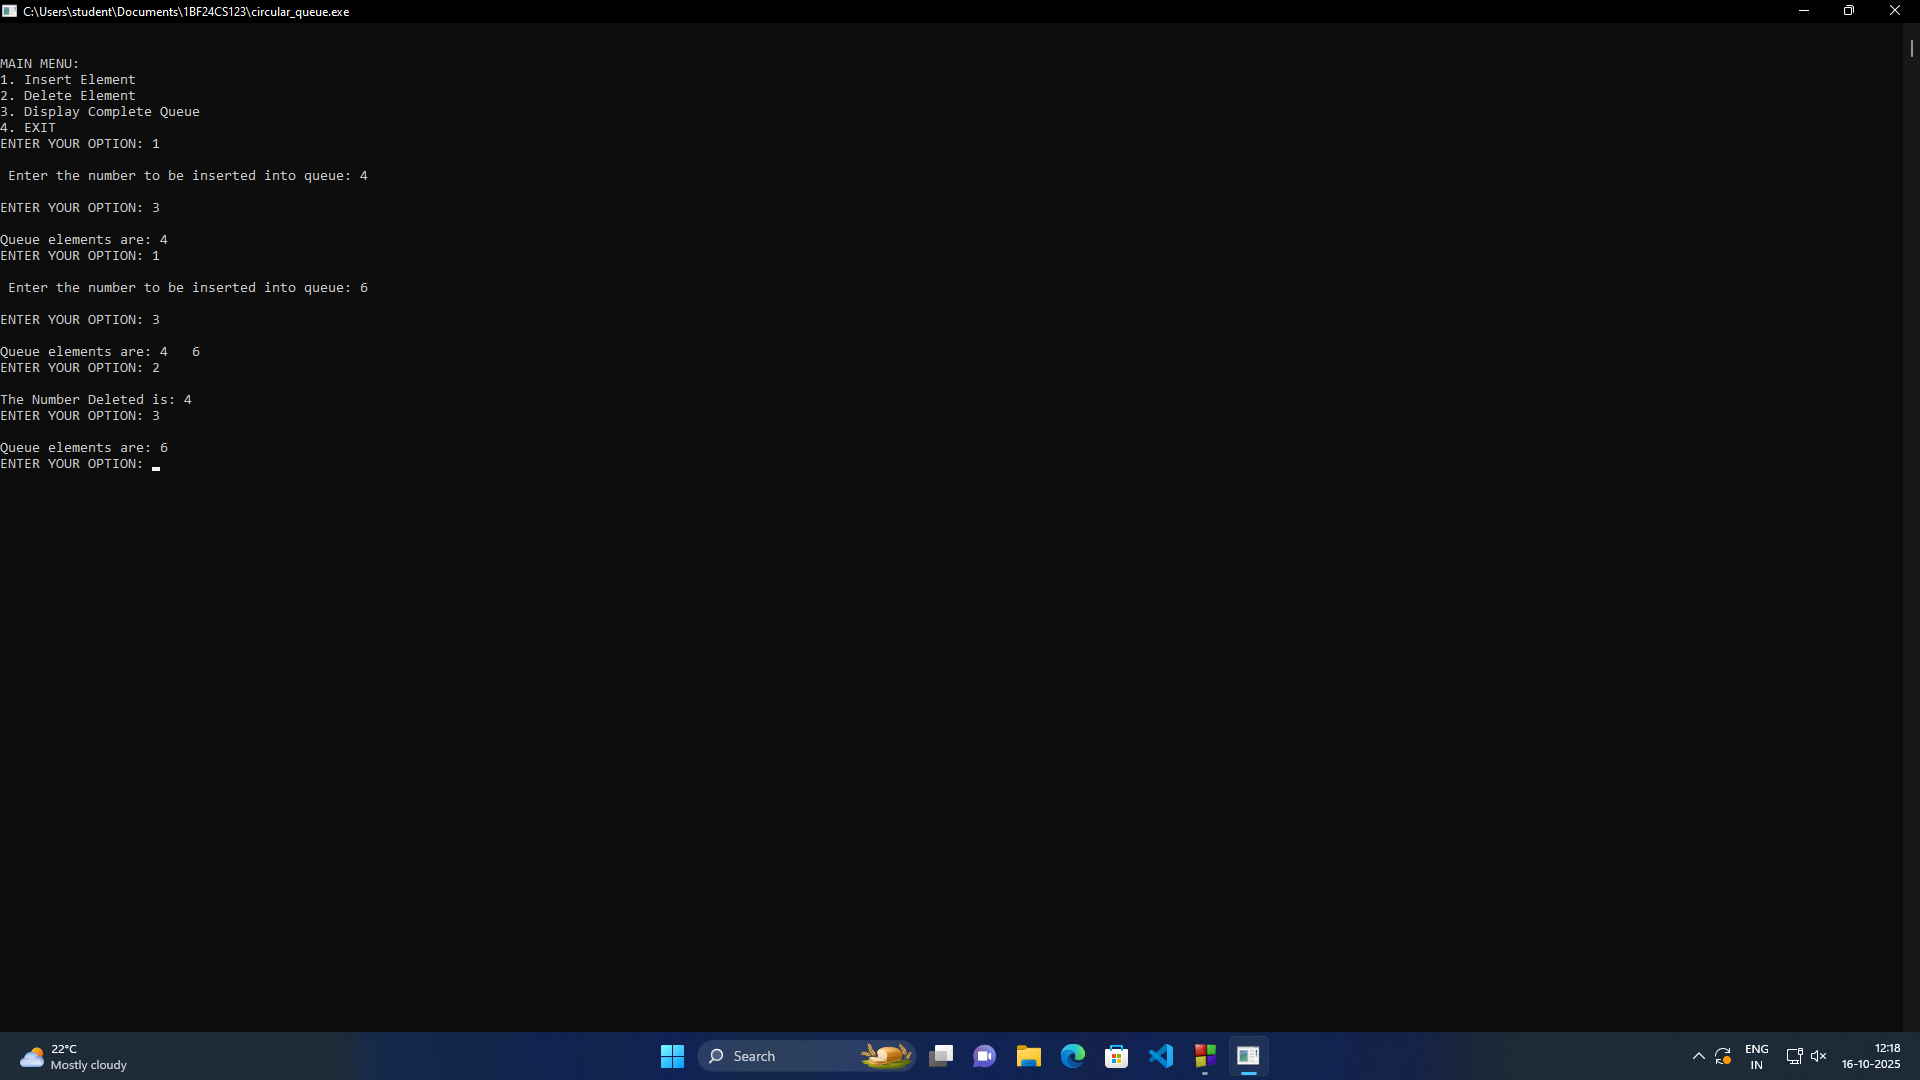 C:\Users\student\Documents\1BF24CS123\circular_queue.exe
MAIN MENU:
1. Insert Element
2. Delete Element
3. Display Complete Queue
4. EXIT
ENTER YOUR OPTION: 1
Enter the number to be inserted into queue: 4
ENTER YOUR OPTION: 3
Queue elements are: 4
ENTER YOUR OPTION: 1
Enter the number to be inserted into queue: 6
ENTER YOUR OPTION: 3
Queue elements are: 4   6
ENTER YOUR OPTION: 2
The Number Deleted is: 4
ENTER YOUR OPTION: 3
Queue elements are: 6
ENTER YOUR OPTION:
22°C
Mostly cloudy
Search
ENG
IN
12:18
16-10-2025